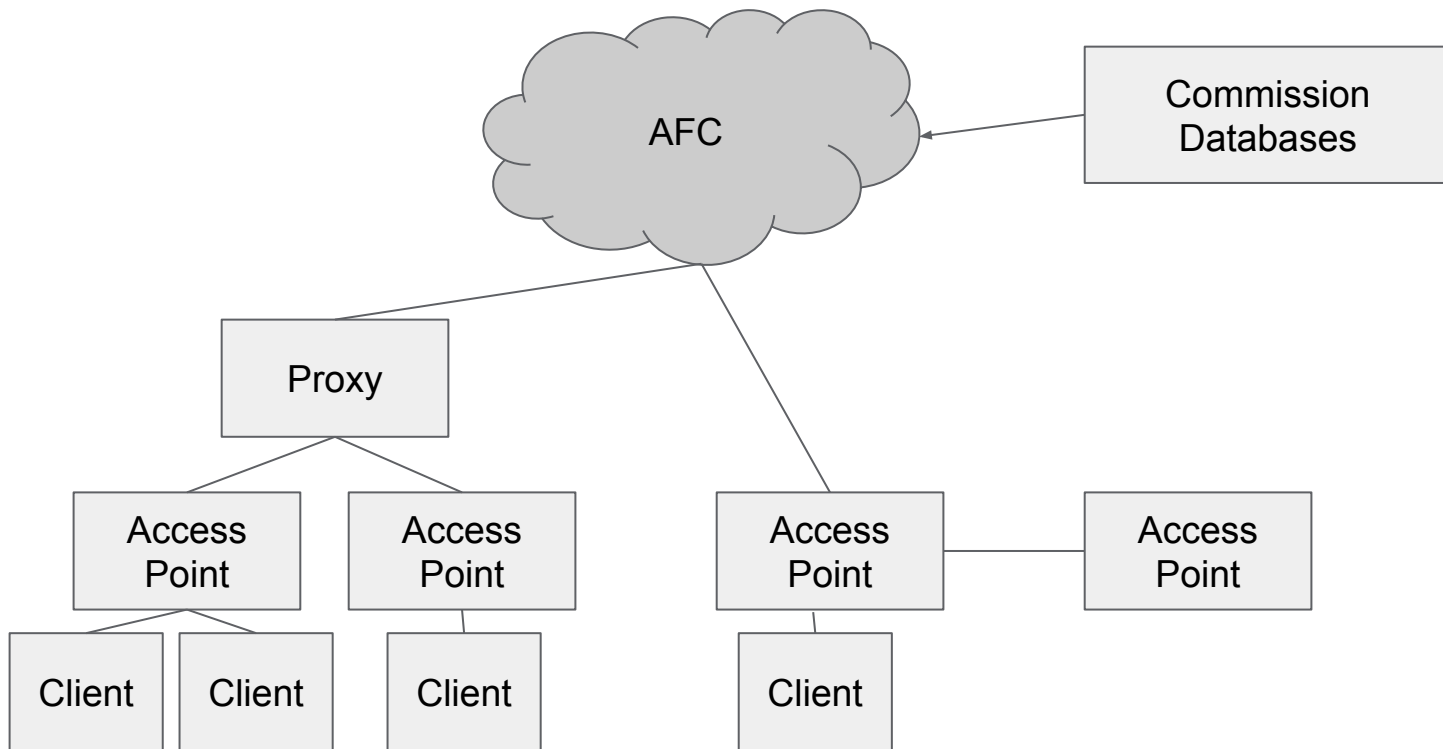 AFC
Commission
Databases
Proxy
Access
Point
Access
Point
Access
Point
Access
Point
Client
Client
Client
Client